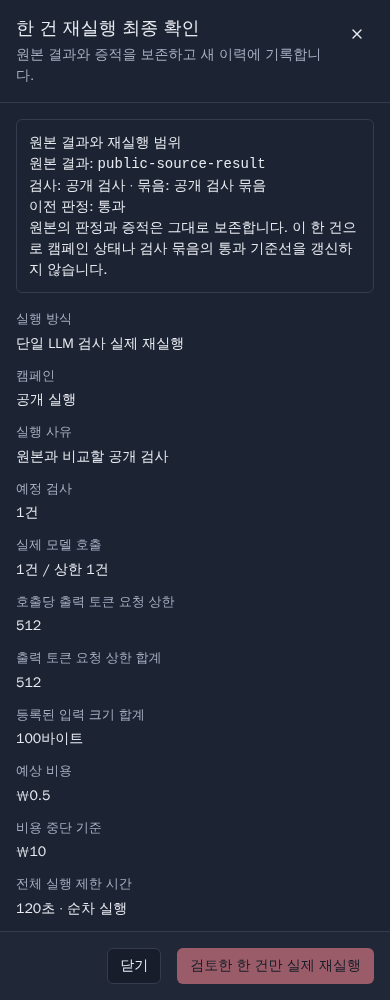 한 건 재실행 최종 확인
원본 결과와 증적을 보존하고 새 이력에 기록합니
다.
원본 결과와 재실행 범위
원본 결과: public-source-result
검사: 공개 검사 · 묶음: 공개 검사 묶음
이전 판정: 통과
원본의 판정과 증적은 그대로 보존합니다. 이 한 건으
로 캠페인 상태나 검사 묶음의 통과 기준선을 갱신하
지 않습니다.
실행 방식
단일 LLM 검사 실제 재실행
캠페인
공개 실행
실행 사유
원본과 비교할 공개 검사
예정 검사
1건
실제 모델 호출
1건 / 상한 1건
호출당 출력 토큰 요청 상한
512
출력 토큰 요청 상한 합계
512
등록된 입력 크기 합계
100바이트
예상 비용
₩0.5
비용 중단 기준
₩10
전체 실행 제한 시간
120초 · 순차 실행
닫기
검토한 한 건만 실제 재실행